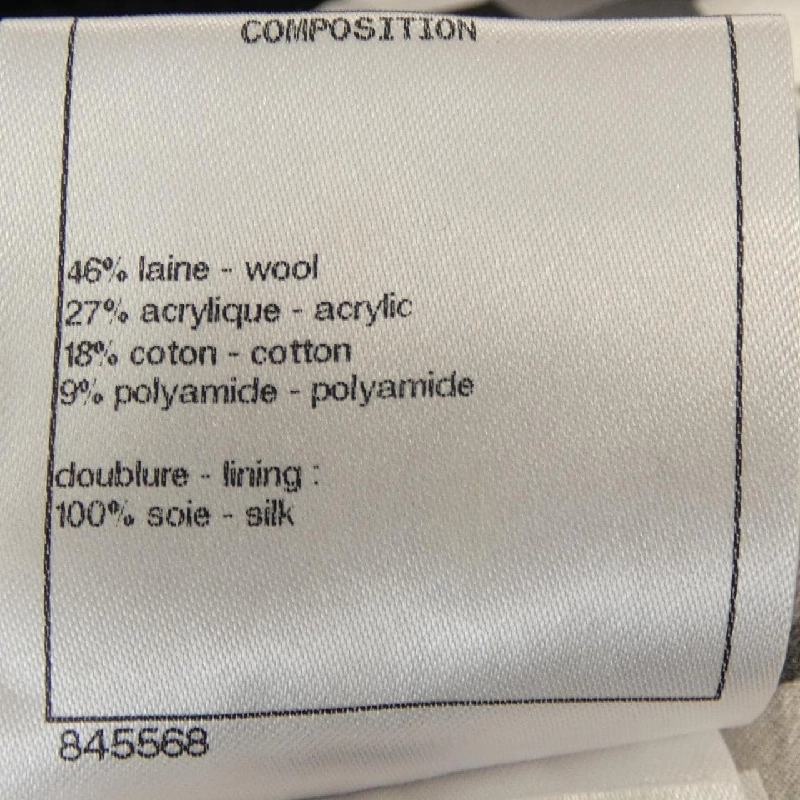 COMPOSITION
46% laine - wool
27% acrylique - acrylic
18% coton - cotton
9% polyamide - polyamide
doublure - lining :
100% soie - silk
845568